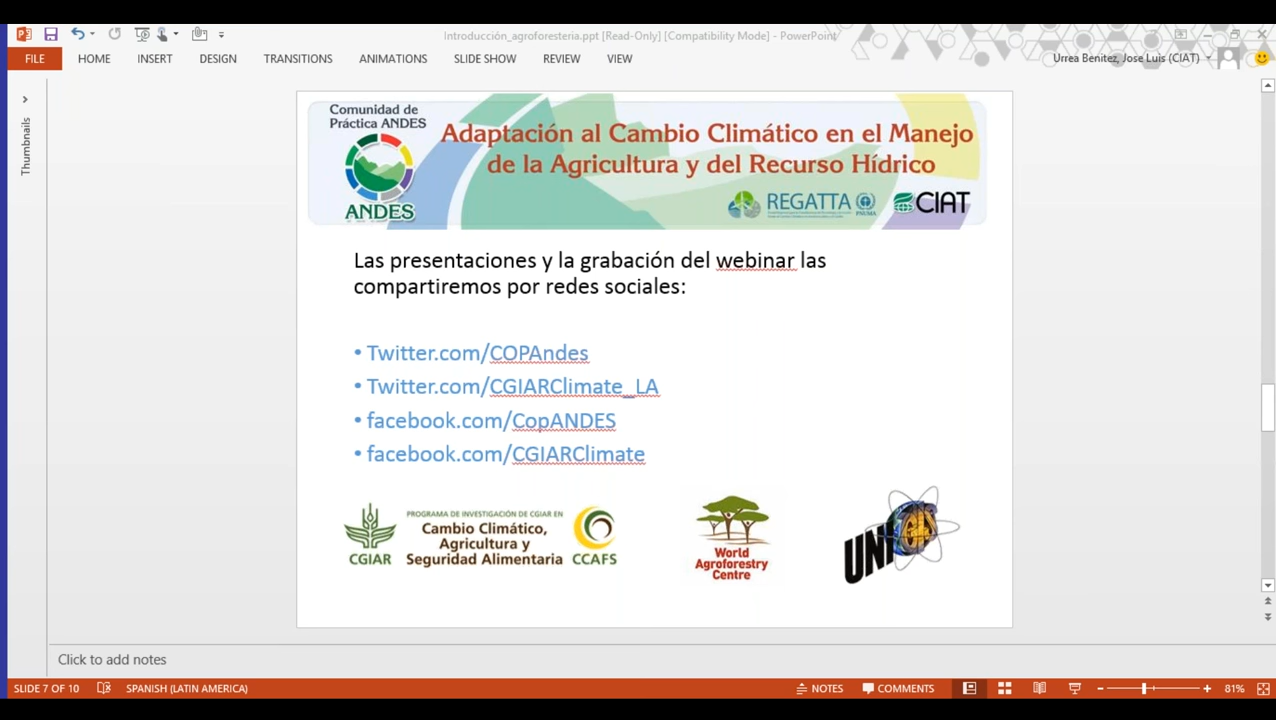 Introducción_agroforesteria.ppt [Read-Only] [Compatibility Mode] - PowerPoint
FILE HOME INSERT DESIGN TRANSITIONS ANIMATIONS SLIDE SHOW REVIEW VIEW
Urrea Benitez, Jose Luis (CIAT)
Thumbnails
Comunidad de
Práctica ANDES
ANDES
Adaptación al Cambio Climático en el Manejo
de la Agricultura y del Recurso Hídrico
REGATTA
PNUMA
CIAT
Las presentaciones y la grabación del webinar las
compartiremos por redes sociales:
• Twitter.com/COPAndes
• Twitter.com/CGIARClimate_LA
• facebook.com/CopANDES
• facebook.com/CGIARClimate
CGIAR
PROGRAMA DE INVESTIGACIÓN DE CGIAR EN
Cambio Climático,
Agricultura y
Seguridad Alimentaria
CCAFS
World
Agroforestry
Centre
Click to add notes
SLIDE 7 OF 10
SPANISH (LATIN AMERICA)
NOTES
COMMENTS
81%